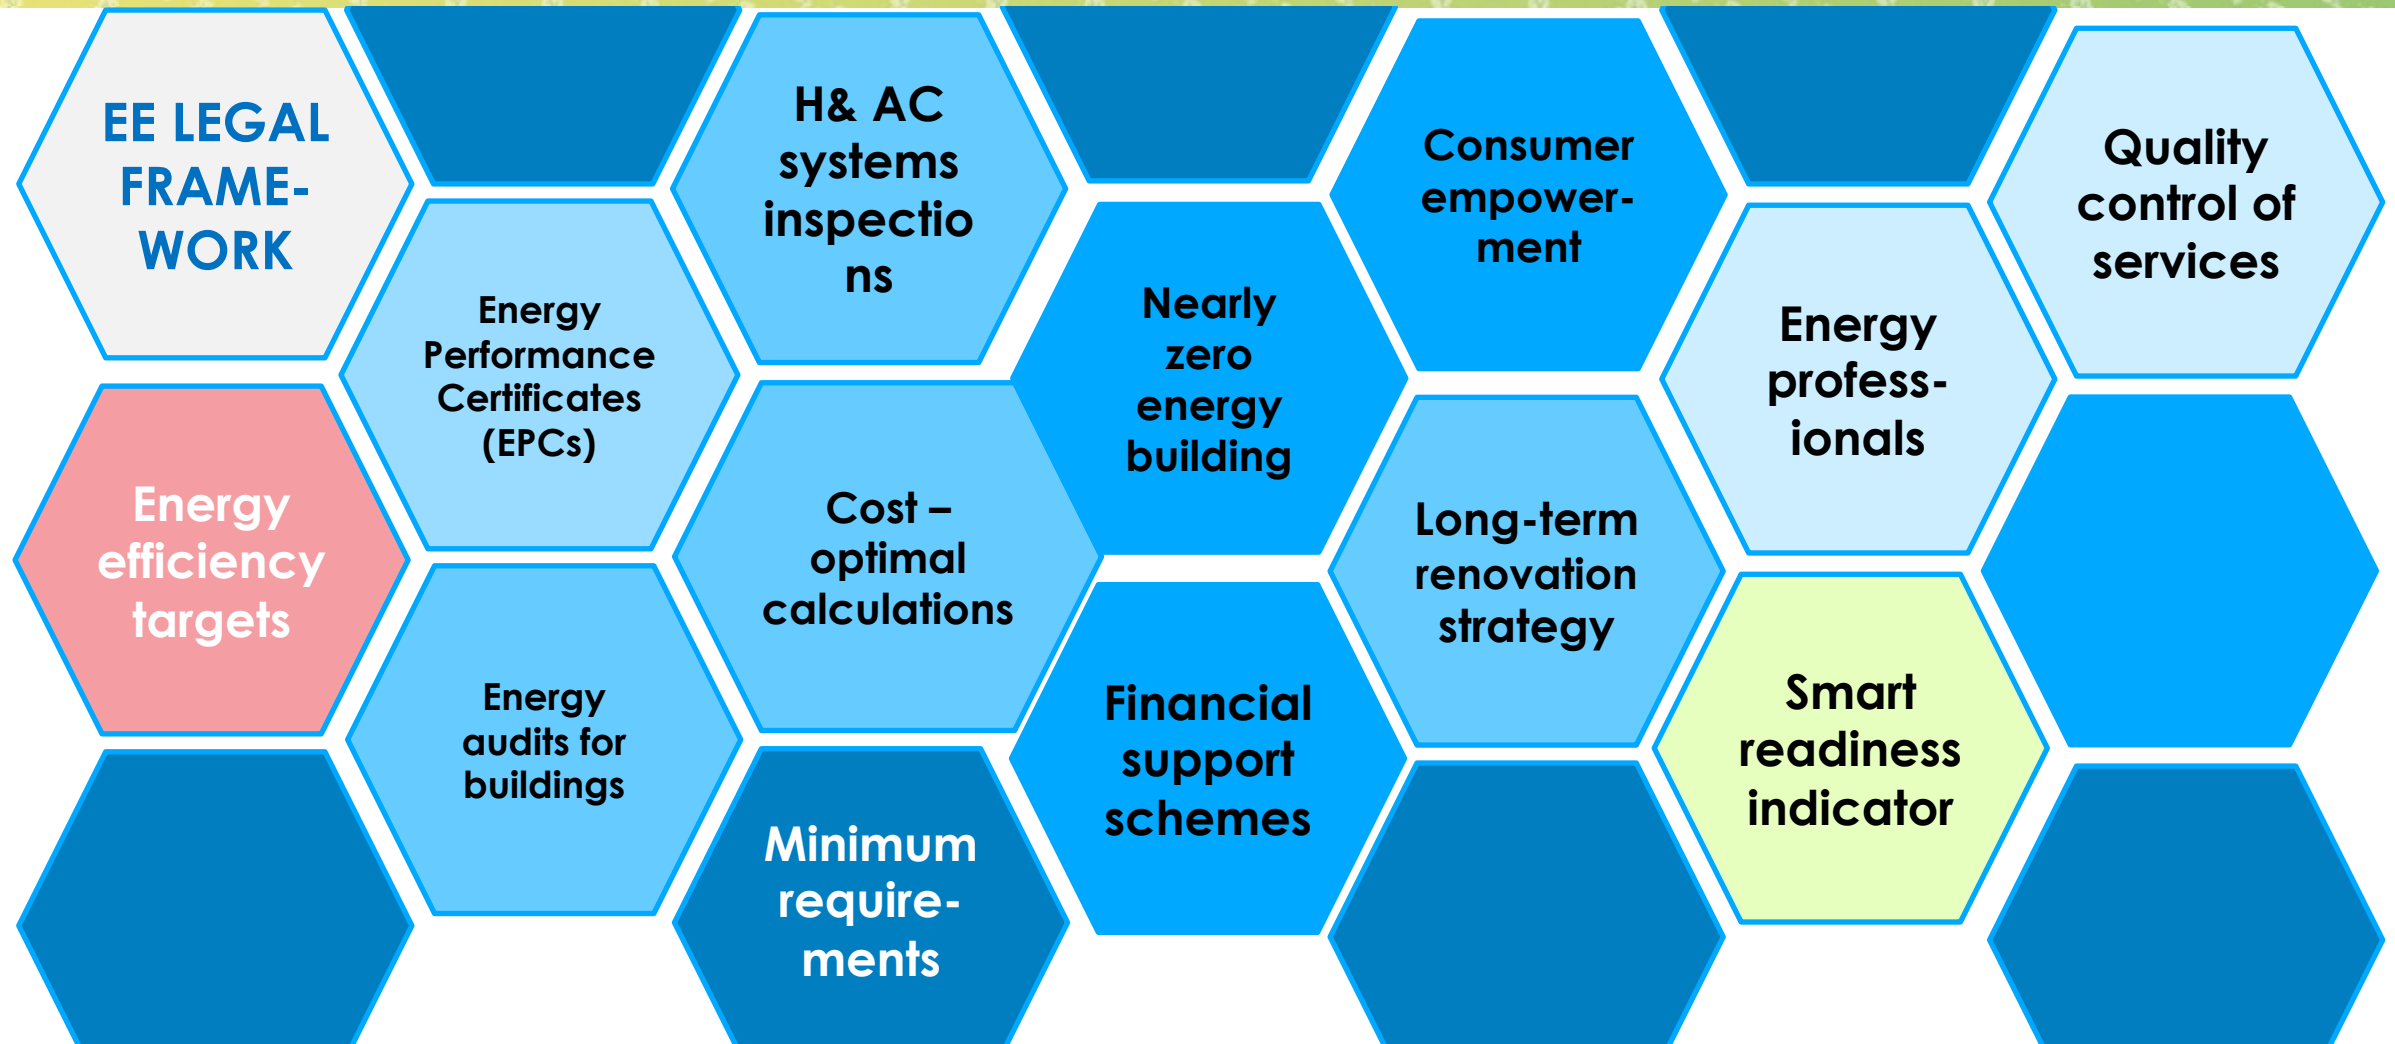 EE LEGAL
FRAME-
WORK
Energy
efficiency
targets
Energy
Performance
Certificates
(EPCs)
Energy
audits for
buildings
H& AC
systems
inspectio
ns
Cost –
optimal
calculations
Minimum
require-
ments
Nearly
zero
energy
building
Financial
support
schemes
Consumer
empower-
ment
Long-term
renovation
strategy
Energy
profess-
ionals
Smart
readiness
indicator
Quality
control of
services